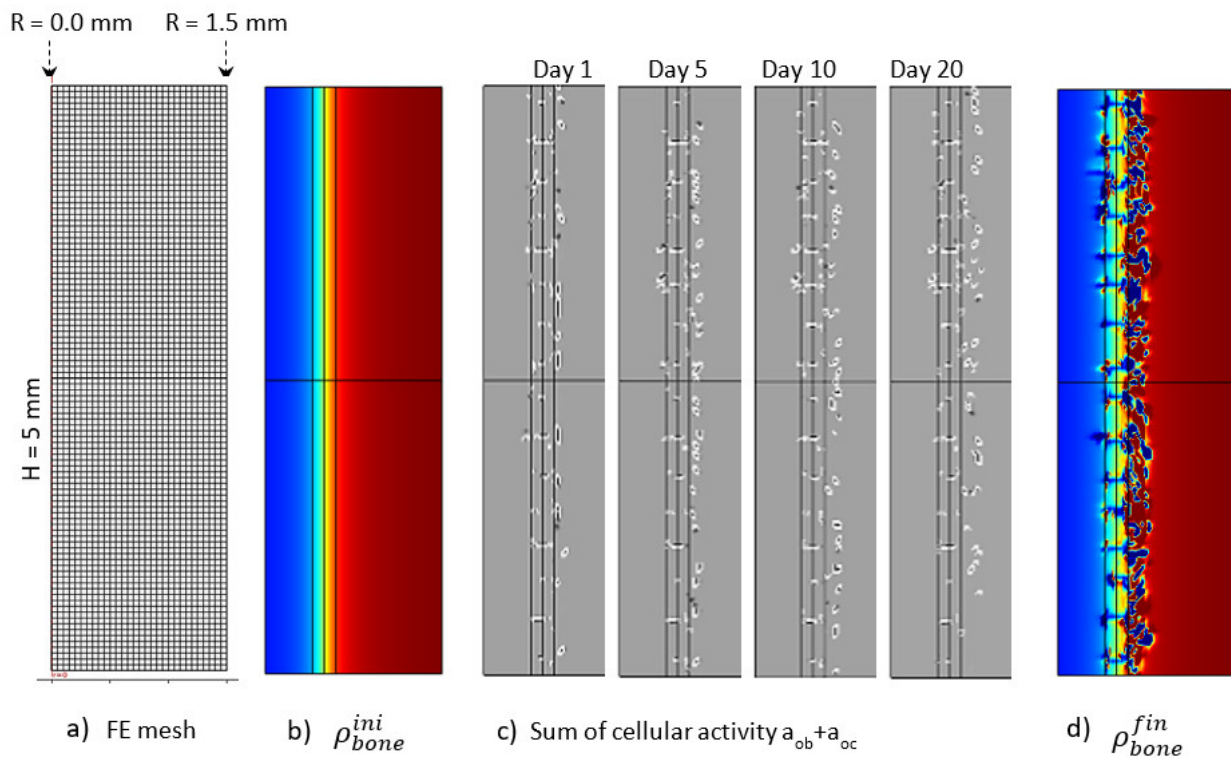 R = 0.0 mm
R = 1.5 mm
Day 1
Day 5
Day 10
Day 20
H = 5 mm
a) FE mesh
b) ρ_bone^ini
c) Sum of cellular activity a_ob+a_oc
d) ρ_bone^fin